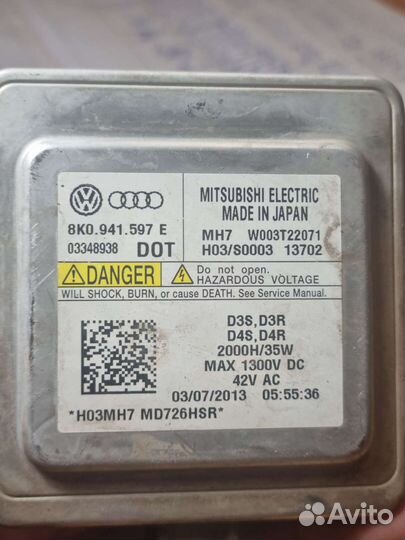 8K0.941.597 E
03348938 DOT
MITSUBISHI ELECTRIC
MADE IN JAPAN
MH7 W003T22071
H03/S0003 13702
DANGER
Do not open.
HAZARDOUS VOLTAGE
WILL SHOCK, BURN, or cause DEATH. See Service Manual.
D3S,D3R
D4S,D4R
2000H/35W
MAX 1300V DC
42V AC
03/07/2013 05:55:36
*H03MH7 MD726HSR*
Avito